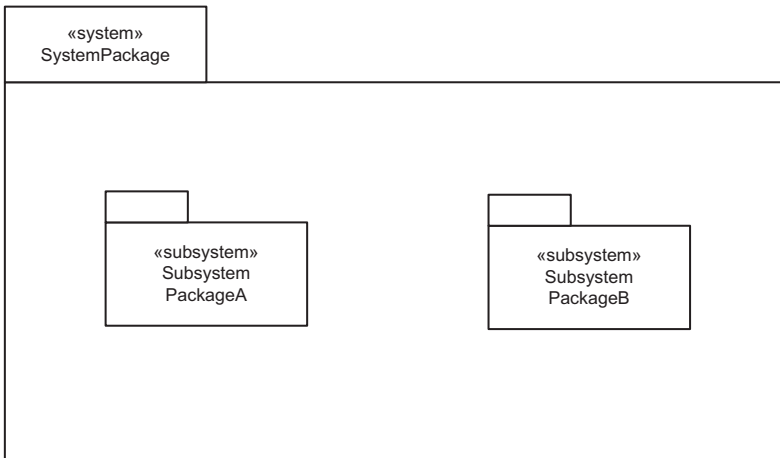 «system»
SystemPackage
«subsystem»
Subsystem
PackageA
«subsystem»
Subsystem
PackageB